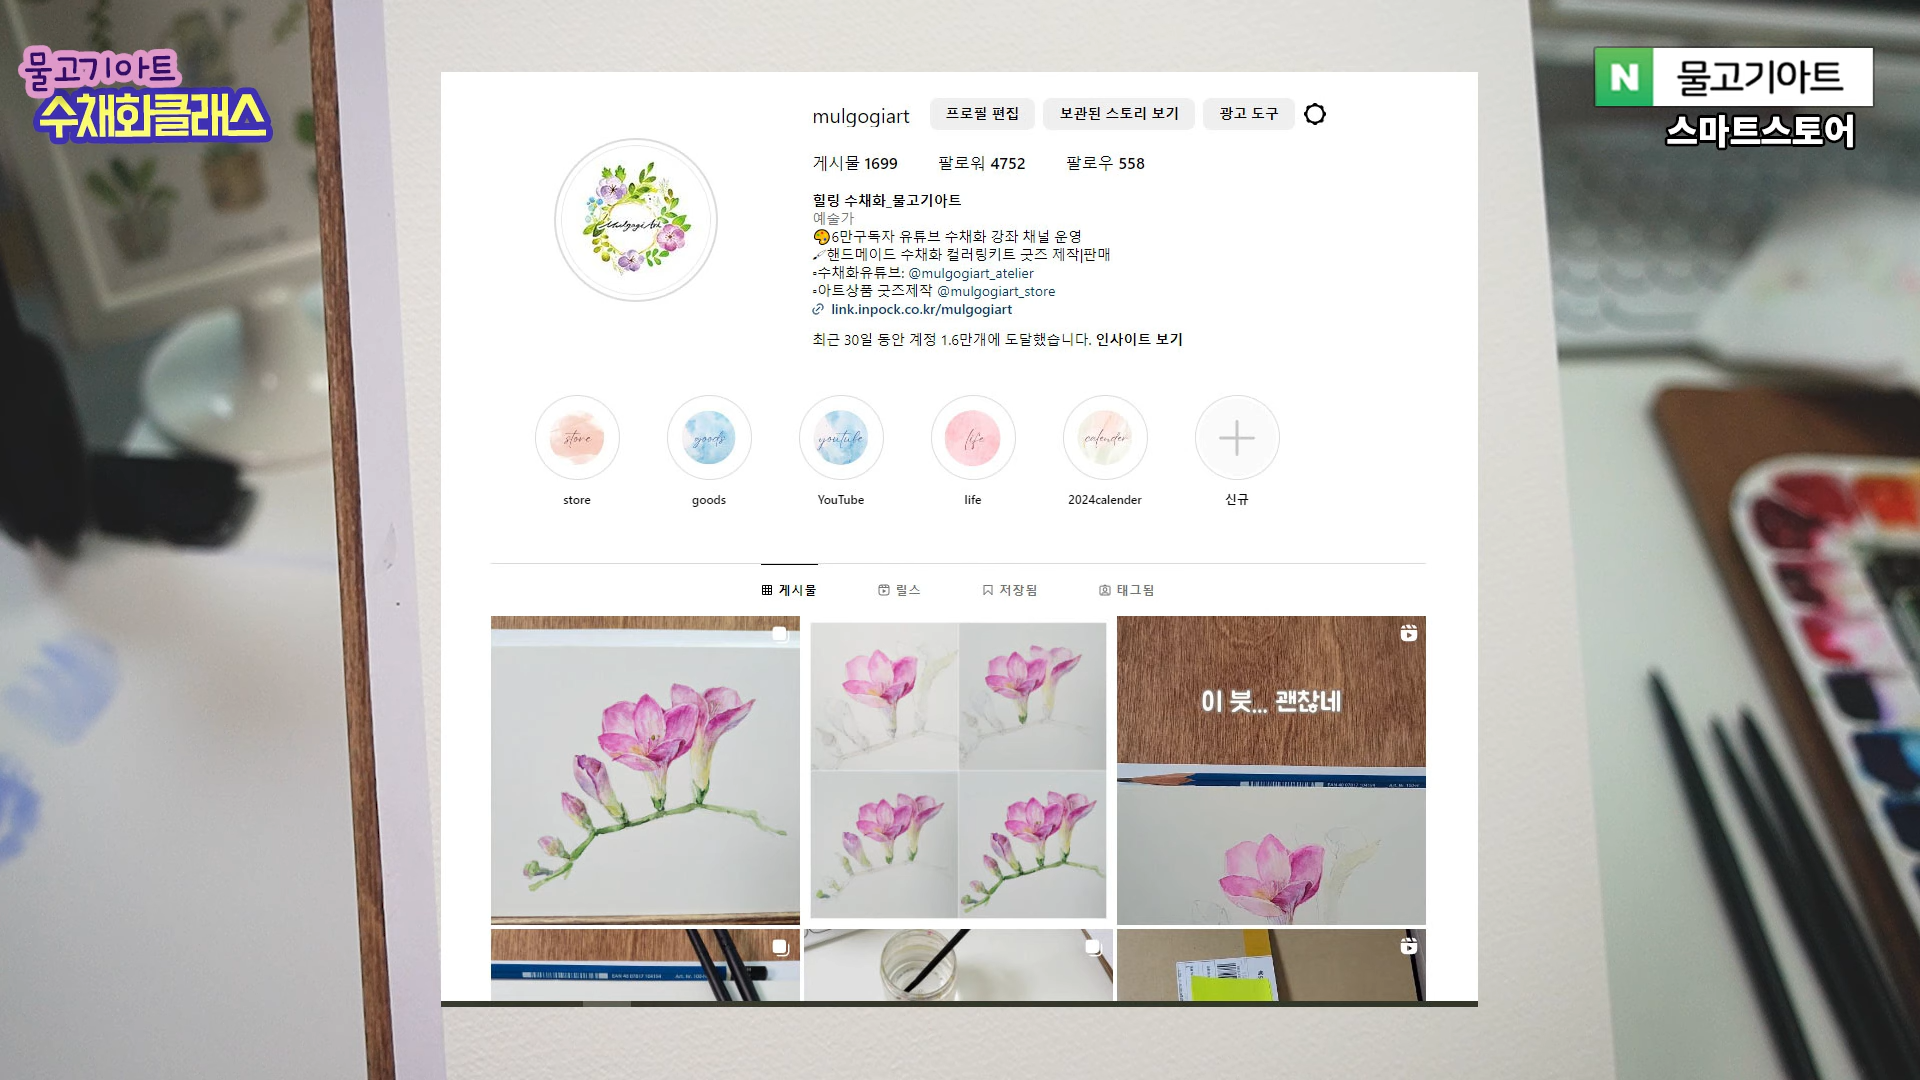 물고기아트
수채화클래스
N 물고기아트
스마트스토어
mulgogiart 프로필 편집 보관된 스토리 보기 광고 도구
게시물 1699 팔로워 4752 팔로우 558
힐링 수채화_물고기아트
예술가
🎨6만구독자 유튜브 수채화 강좌 채널 운영
🖌핸드메이드 수채화 컬러링키트 굿즈 제작|판매
▫수채화유튜브: @mulgogiart_atelier
▫아트상품 굿즈제작 @mulgogiart_store
link.inpock.co.kr/mulgogiart
최근 30일 동안 계정 1.6만개에 도달했습니다. 인사이트 보기
MulgogiArt
store goods youtube life calender
store goods YouTube life 2024calender 신규
게시물 릴스 저장됨 태그됨
이 붓... 괜찮네